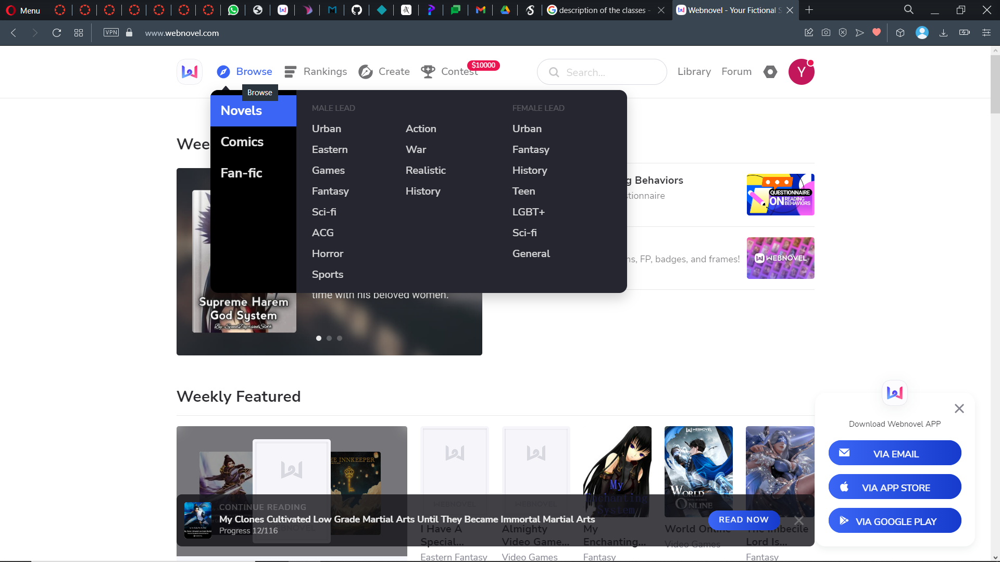 Menu
description of the classes -
Webnovel - Your Fictional S
VPN
www.webnovel.com
Browse
Rankings
Create
Contest
$10000
Search...
Library
Forum
Y
Browse
Novels
Comics
Fan-fic
MALE LEAD
Urban
Eastern
Games
Fantasy
Sci-fi
ACG
Horror
Sports
Action
War
Realistic
History
FEMALE LEAD
Urban
Fantasy
History
Teen
LGBT+
Sci-fi
General
Wee
g Behaviors
stionnaire
QUESTIONNAIRE
ON READING
BEHAVIORS
ns, FP, badges, and frames!
WEBNOVEL
time with his beloved women.
Supreme Harem
God System
By: SpeedDeprivedSloth
Weekly Featured
THE INNKEEPER
WEBNOVEL
WEBNOVEL
WEBNOVEL
My
Enchanting
System
WEBNOVEL
WORLD
ONLINE
CONTINUE READING
My Clones Cultivated Low Grade Martial Arts Until They Became Immortal Martial Arts
Progress 12/116
READ NOW
I Have A
Special...
Eastern Fantasy
Almighty
Video Game...
Video Games
My
Enchanting...
Fantasy
World Online
Video Games
The Imbecile
Lord Is...
Fantasy
Download Webnovel APP
VIA EMAIL
VIA APP STORE
VIA GOOGLE PLAY